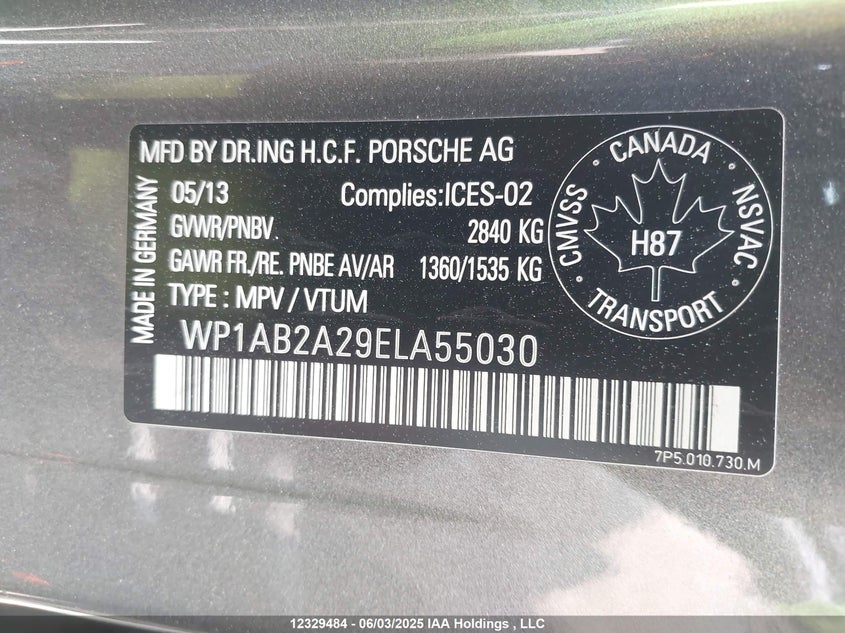 MFD BY DR.ING H.C.F. PORSCHE AG
05/13 Complies:ICES-02
GVWR/PNBV 2840 KG
GAWR FR./RE. PNBE AV/AR 1360/1535 KG
TYPE : MPV / VTUM
MADE IN GERMANY
WP1AB2A29ELA55030
CANADA
CMVSS
NSVAC
H87
TRANSPORT
7P5.010.730.M
12329484 - 06/03/2025 IAA Holdings , LLC